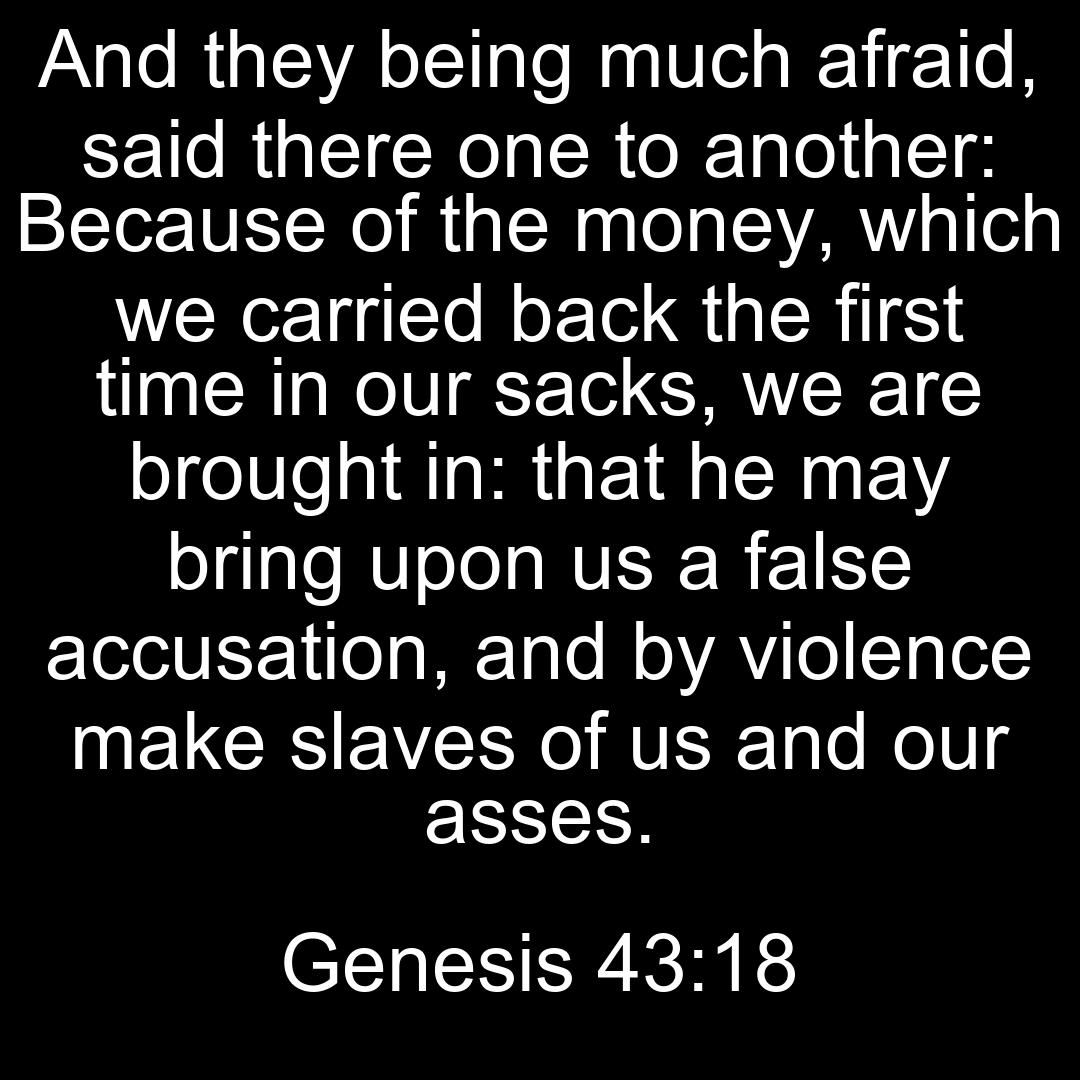 And they being much afraid,
said there one to another:
Because of the money, which
we carried back the first
time in our sacks, we are
brought in: that he may
bring upon us a false
accusation, and by violence
make slaves of us and our
asses.
Genesis 43:18